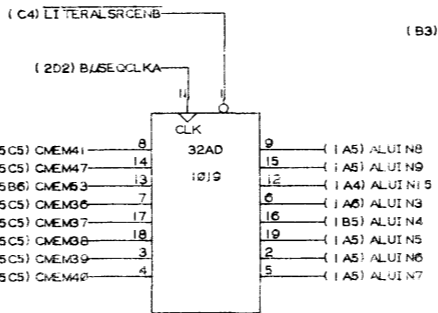 (C4) LITERALSRCENB
(B3)
(2D2) BUSEQCLKA
11 1
CLK
5C5) CMEM41 8 32AD 9 (1A5) ALUIN8
5C5) CMEM47 14 15 (1A5) ALUIN9
5B6) CMEM53 13 1019 12 (1A4) ALUIN15
5C5) CMEM36 7 6 (1A6) ALUIN3
5C5) CMEM37 17 16 (1B5) ALUIN4
5C5) CMEM38 18 19 (1A5) ALUIN5
5C5) CMEM39 3 2 (1A5) ALUIN6
5C5) CMEM40 4 5 (1A5) ALUIN7